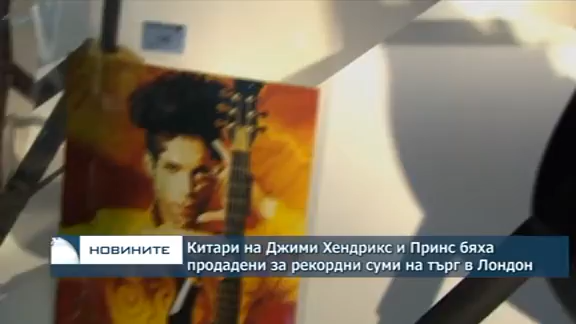 НОВИНИТЕ
Китари на Джими Хендрикс и Принс бяха
продадени за рекордни суми на търг в Лондон